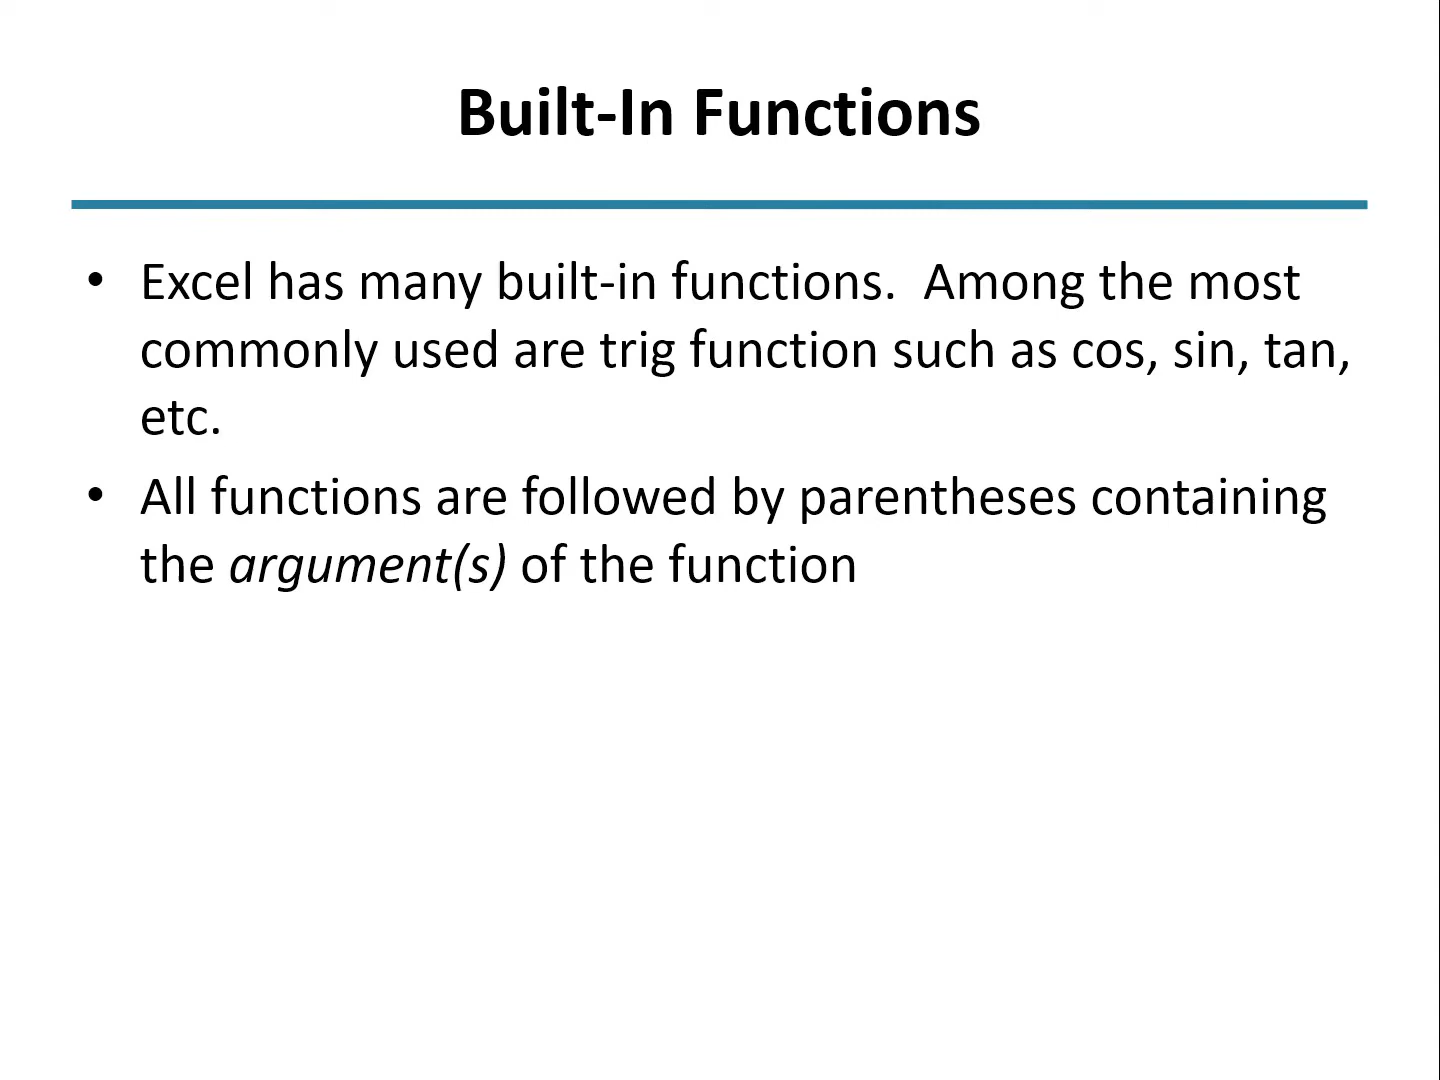 Built-In Functions
• Excel has many built-in functions.  Among the most
commonly used are trig function such as cos, sin, tan,
etc.
• All functions are followed by parentheses containing
the argument(s) of the function